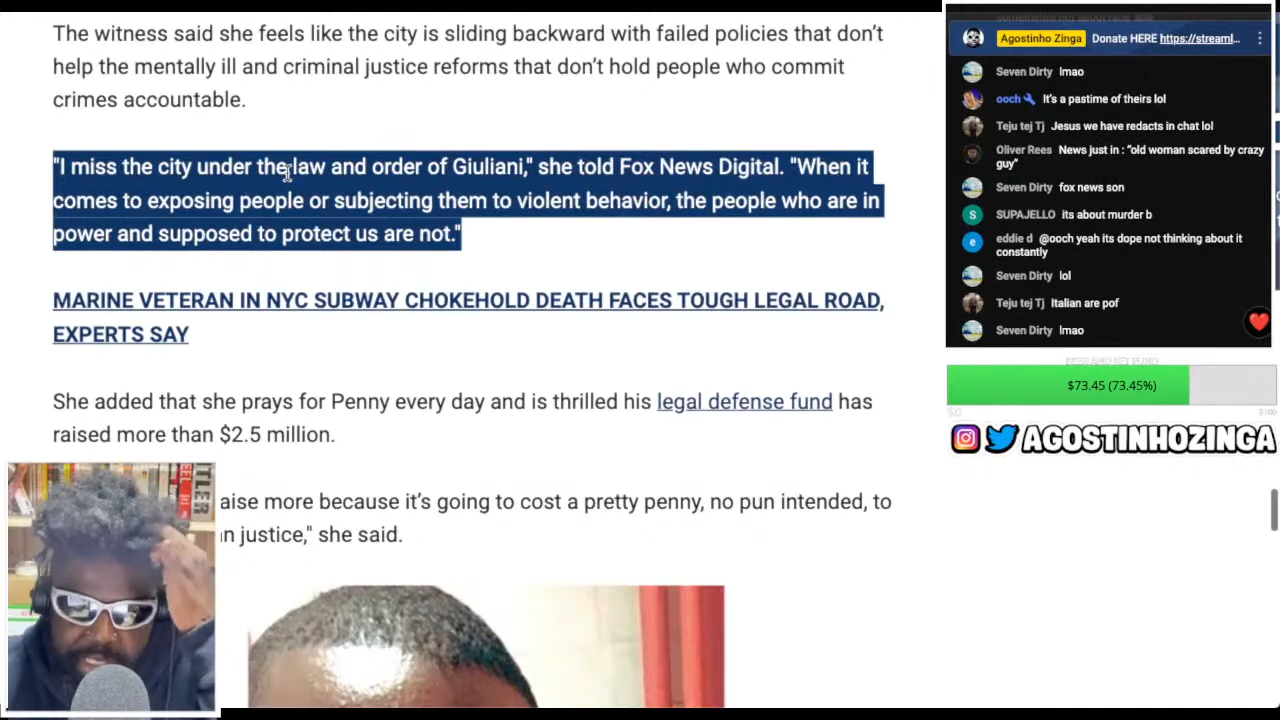 The witness said she feels like the city is sliding backward with failed policies that don't
help the mentally ill and criminal justice reforms that don't hold people who commit
crimes accountable.
"I miss the city under the law and order of Giuliani," she told Fox News Digital. "When it
comes to exposing people or subjecting them to violent behavior, the people who are in
power and supposed to protect us are not."
MARINE VETERAN IN NYC SUBWAY CHOKEHOLD DEATH FACES TOUGH LEGAL ROAD,
EXPERTS SAY
She added that she prays for Penny every day and is thrilled his legal defense fund has
raised more than $2.5 million.
aise more because it's going to cost a pretty penny, no pun intended, to
n justice," she said.
Agostinho Zinga Donate HERE https://streaml...
Seven Dirty lmao
ooch It's a pastime of theirs lol
Teju tej Tj Jesus we have redacts in chat lol
Oliver Rees News just in : "old woman scared by crazy
guy"
Seven Dirty fox news son
S SUPAJELLO its about murder b
e eddie d @ooch yeah its dope not thinking about it
constantly
Seven Dirty lol
Teju tej Tj Italian are pof
Seven Dirty lmao
$73.45 (73.45%)
$0 $100
AGOSTINHOZINGA